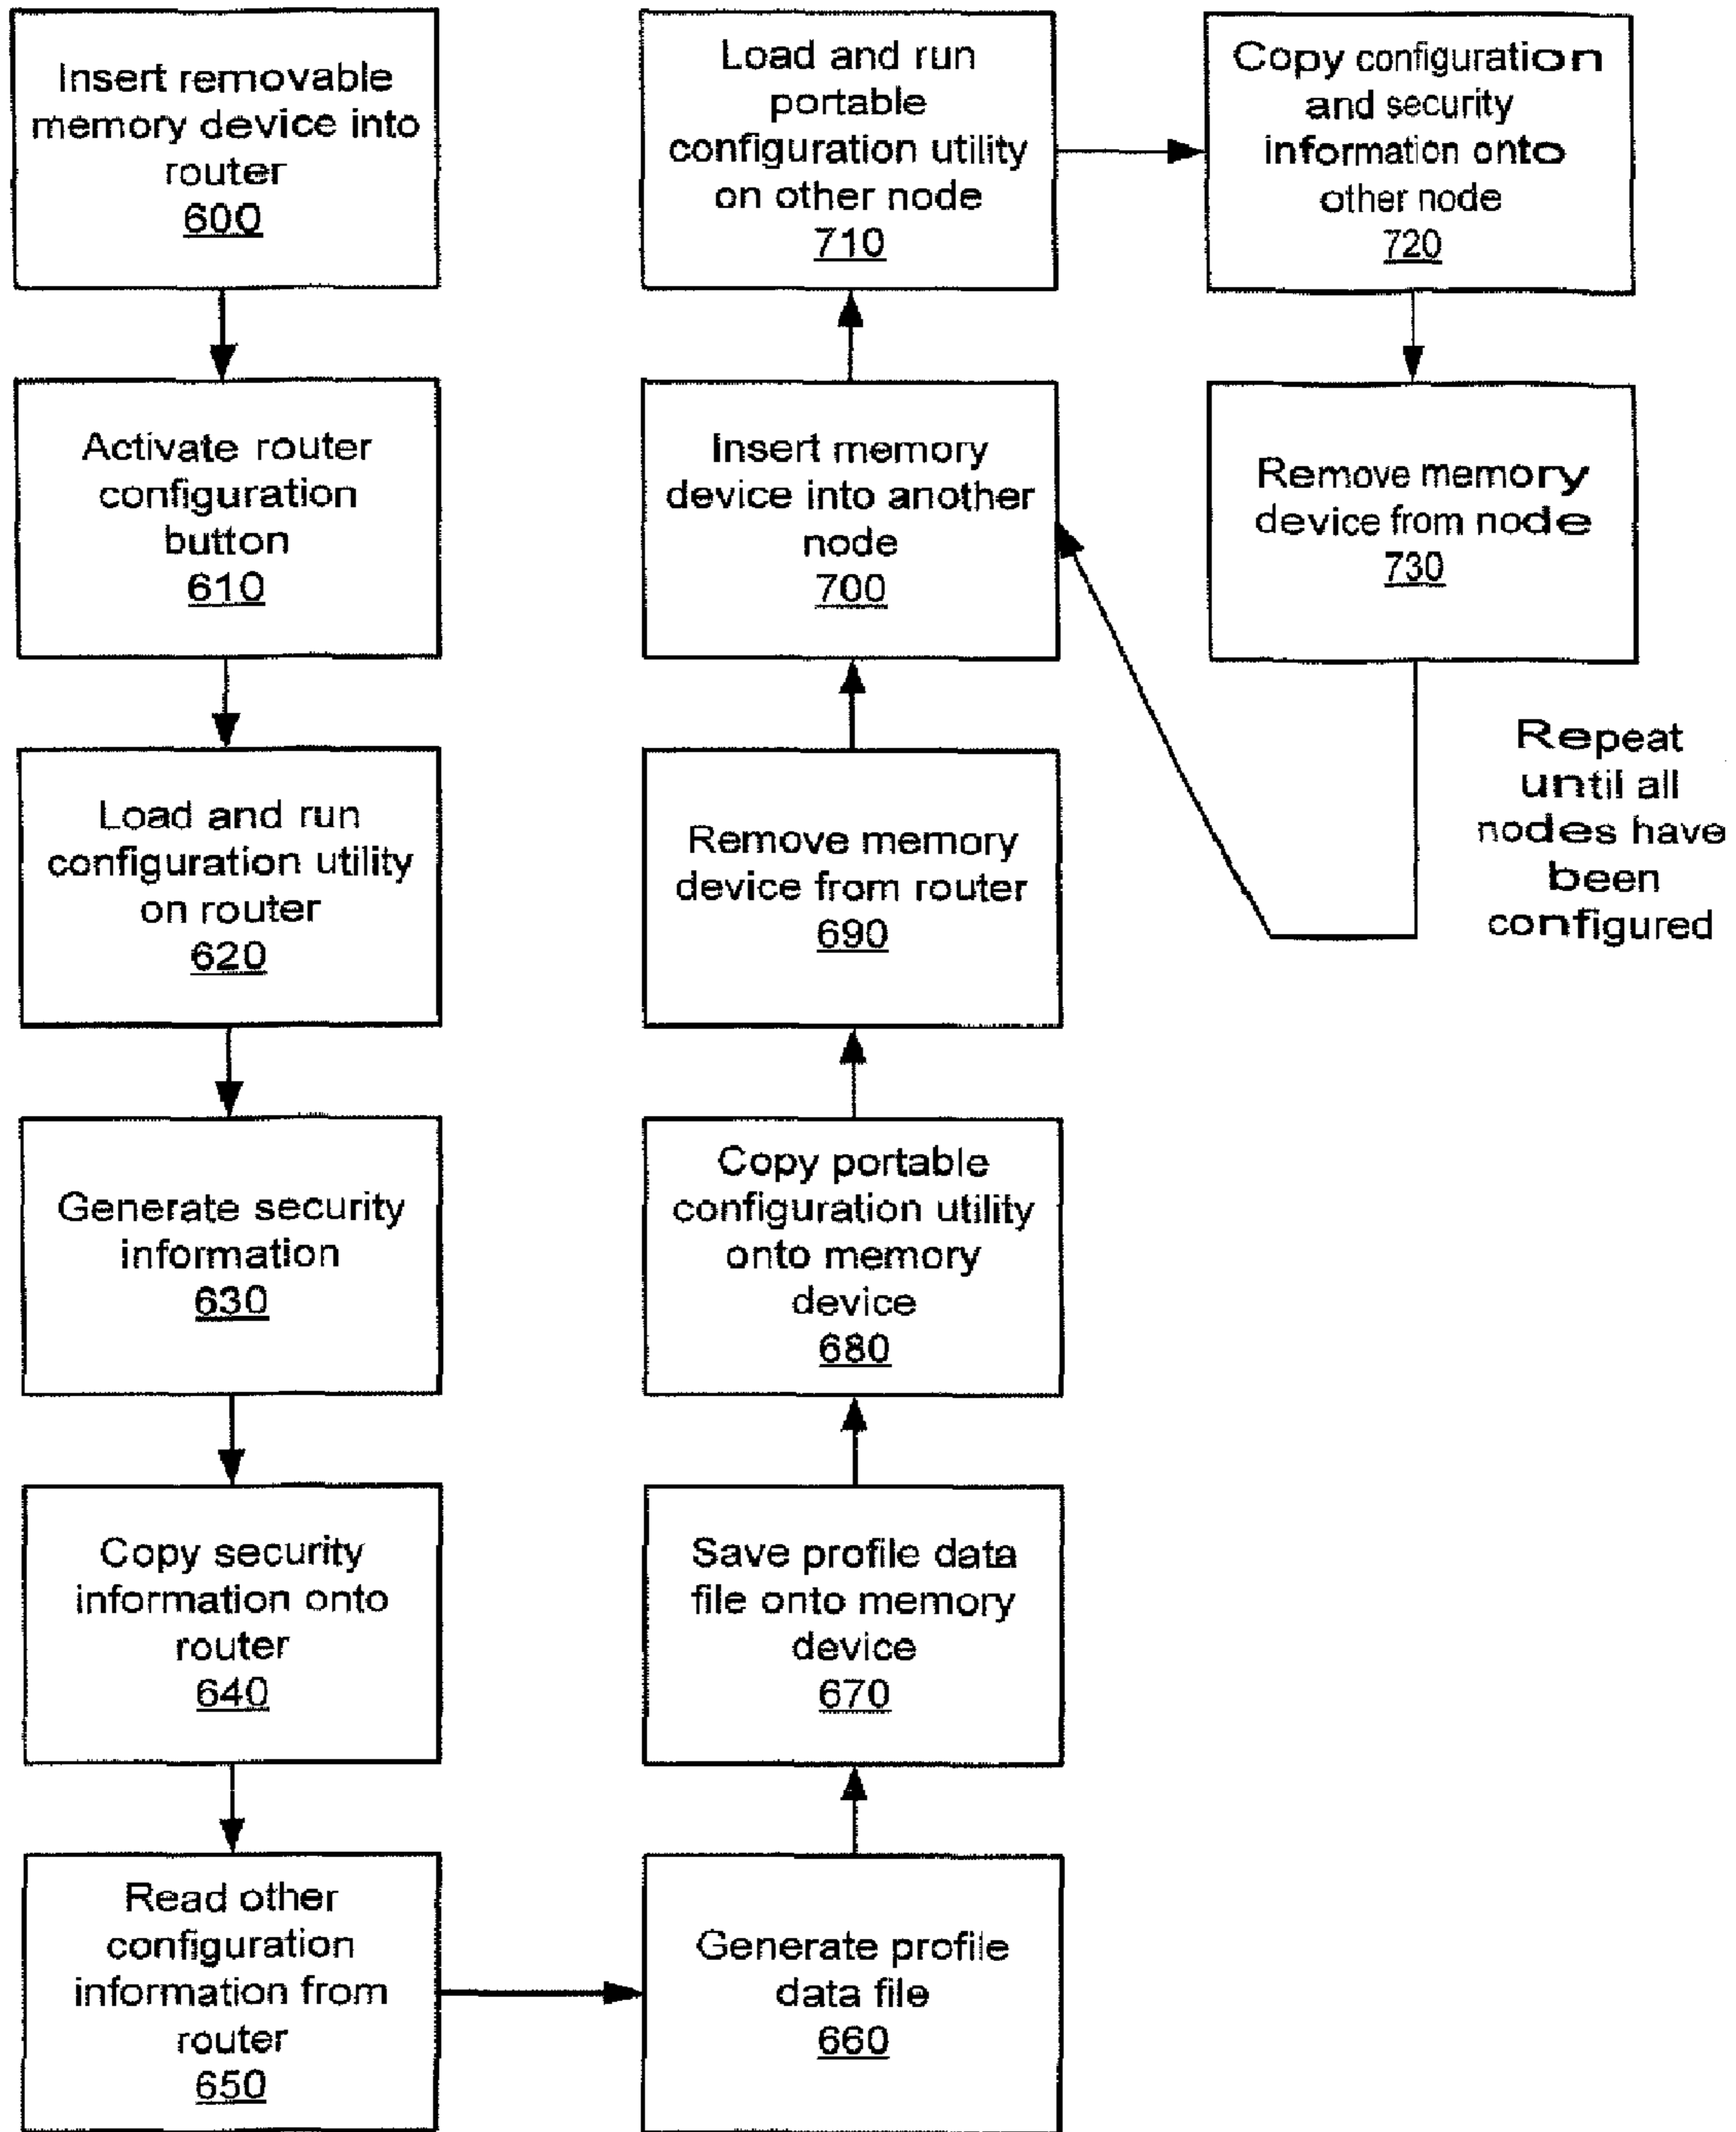 Insert removable
memory device into
router
600
Activate router
configuration
button
610
Load and run
configuration utility
on router
620
Generate security
information
630
Copy security
information onto
router
640
Read other
configuration
information from
router
650
Generate profile
data file
660
Save profile data
file onto memory
device
670
Copy portable
configuration utility
onto memory
device
680
Remove memory
device from router
690
Insert memory
device into another
node
700
Load and run
portable
configuration utility
on other node
710
Copy configuration
and security
information onto
other node
720
Remove memory
device from node
730
Repeat
until all
nodes have
been
configured